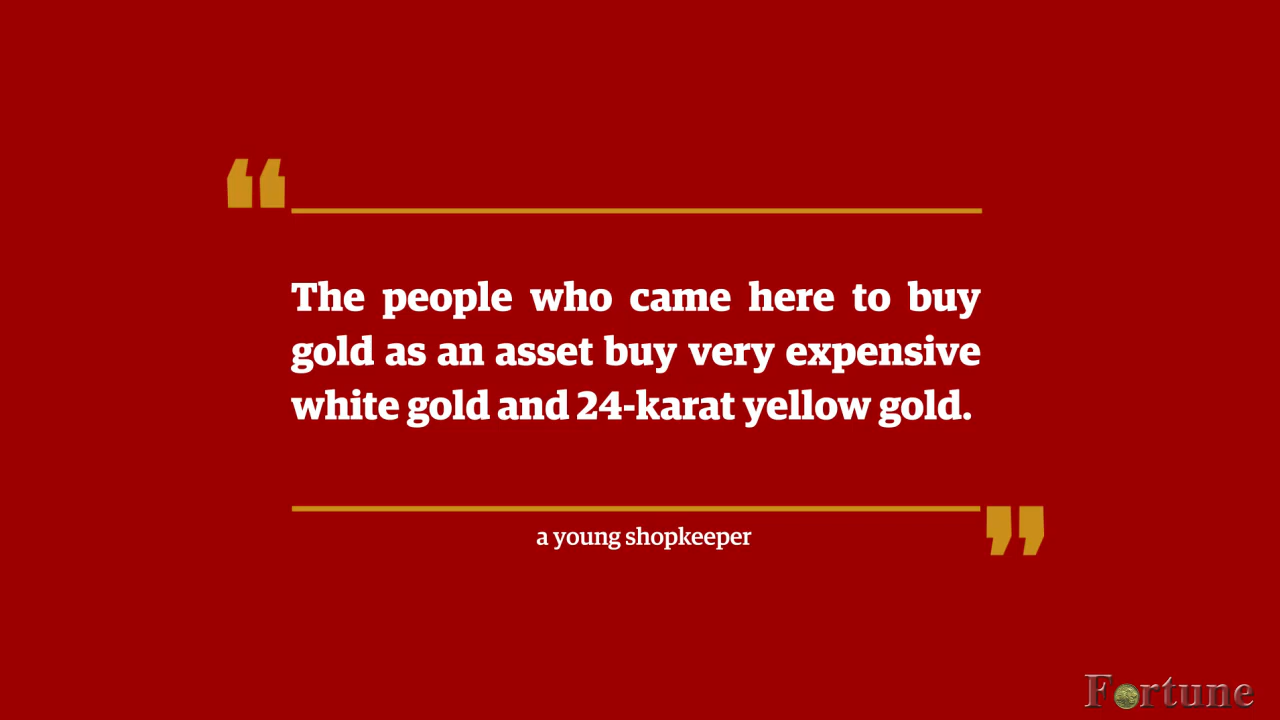 ❝
The people who came here to buy
gold as an asset buy very expensive
white gold and 24-karat yellow gold.
a young shopkeeper
❞
Fortune